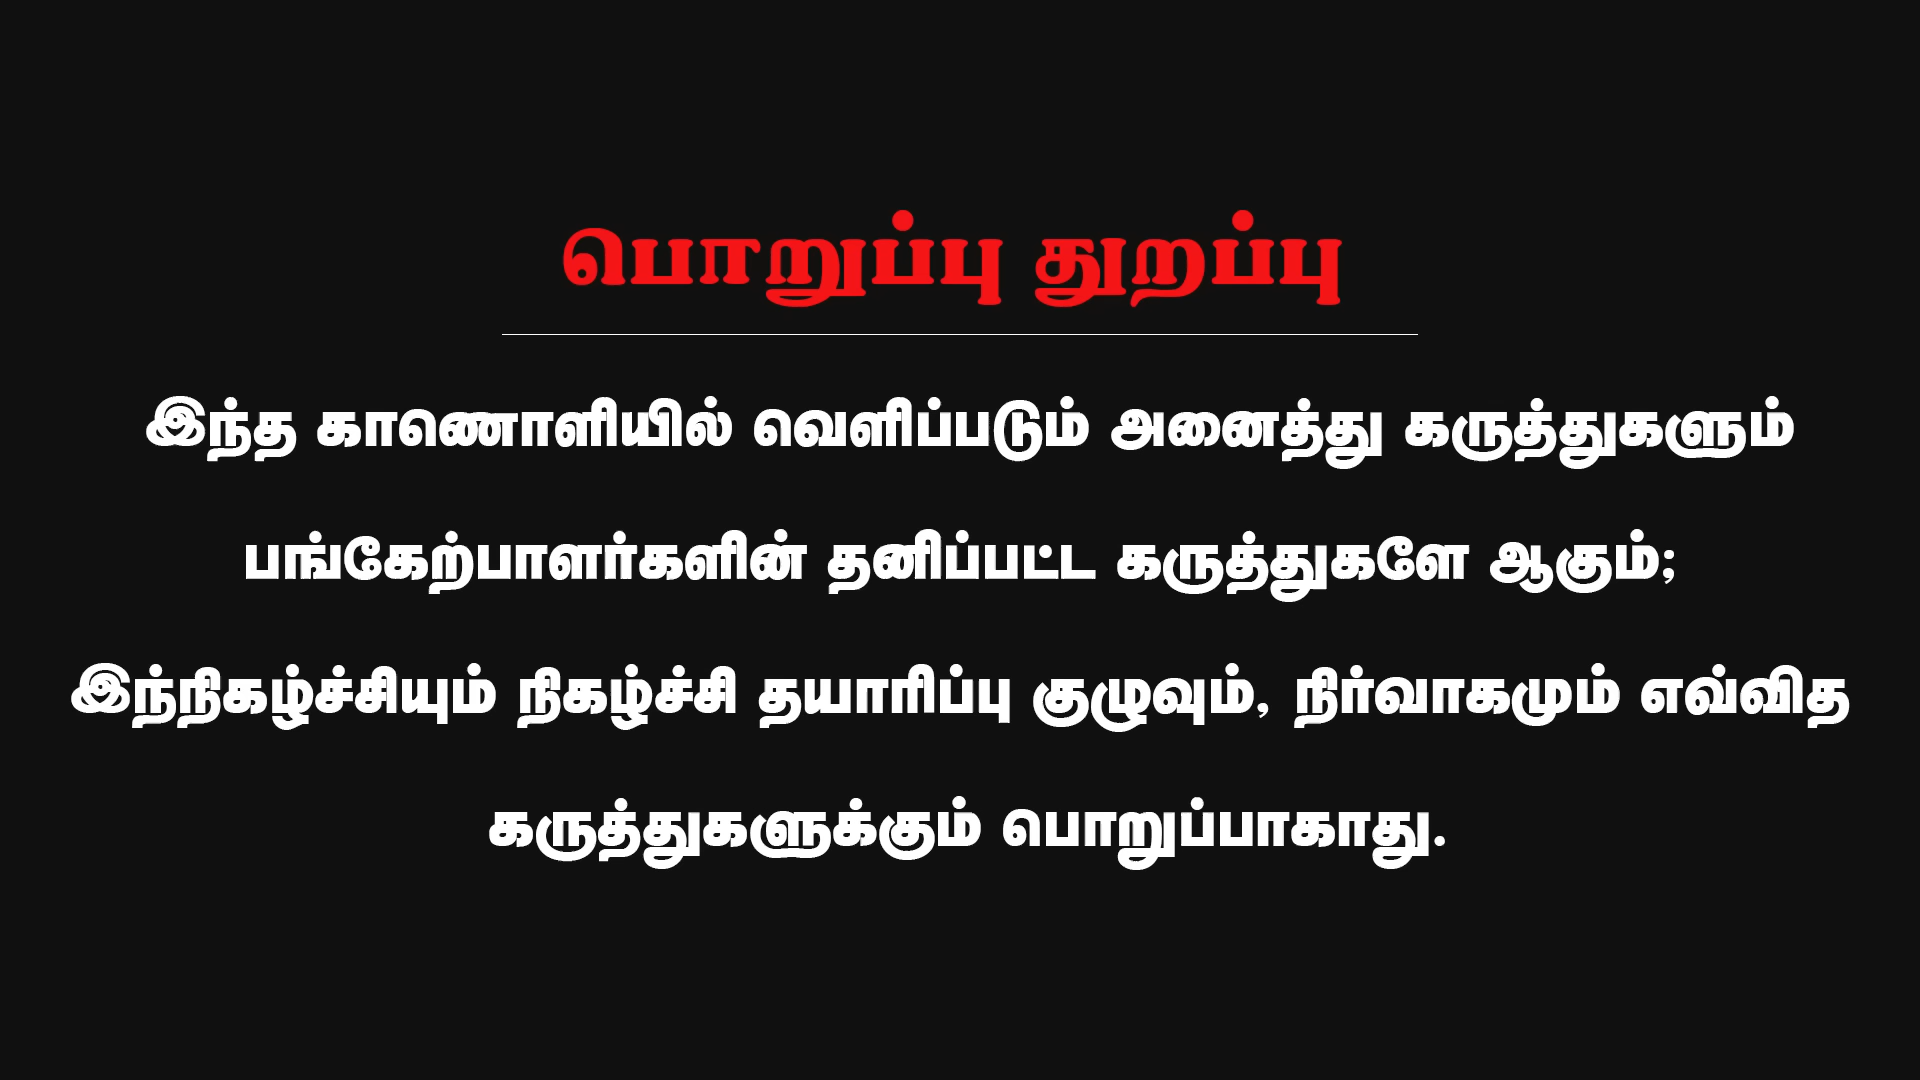 பொறுப்பு துறப்பு
இந்த காணொளியில் வெளிப்படும் அனைத்து கருத்துகளும்
பங்கேற்பாளர்களின் தனிப்பட்ட கருத்துகளே ஆகும்;
இந்நிகழ்ச்சியும் நிகழ்ச்சி தயாரிப்பு குழுவும், நிர்வாகமும் எவ்வித
கருத்துகளுக்கும் பொறுப்பாகாது.